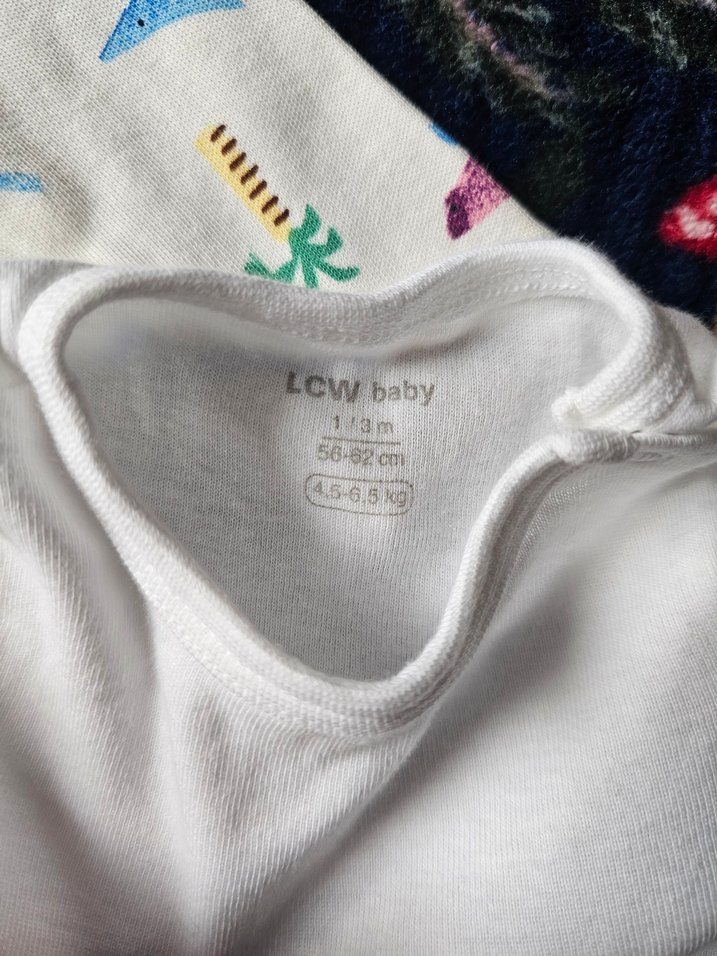 LCW baby
1 / 3 m
56-62 cm
4,5-6,5 kg